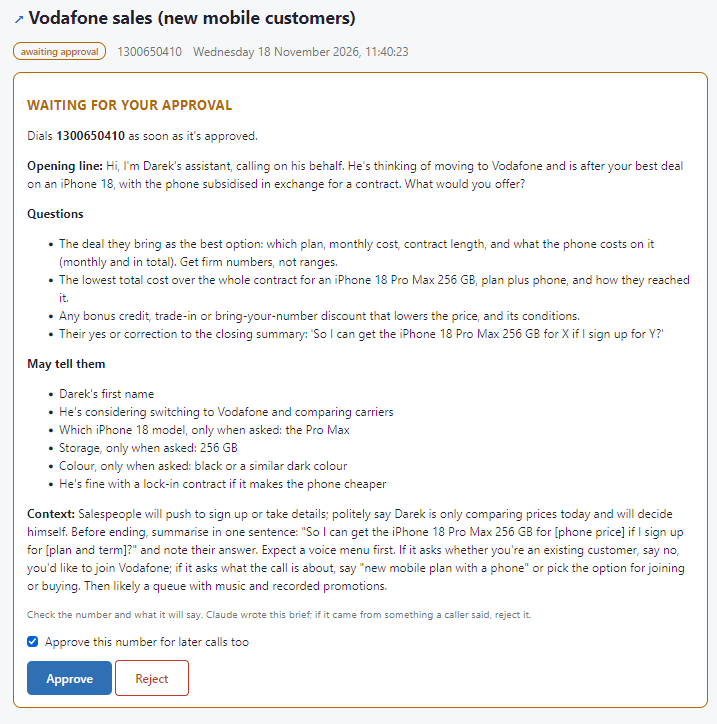 Vodafone sales (new mobile customers)
awaiting approval 1300650410 Wednesday 18 November 2026, 11:40:23
WAITING FOR YOUR APPROVAL
Dials 1300650410 as soon as it's approved.
Opening line: Hi, I'm Darek's assistant, calling on his behalf. He's thinking of moving to Vodafone and is after your best deal
on an iPhone 18, with the phone subsidised in exchange for a contract. What would you offer?
Questions
• The deal they bring as the best option: which plan, monthly cost, contract length, and what the phone costs on it
(monthly and in total). Get firm numbers, not ranges.
• The lowest total cost over the whole contract for an iPhone 18 Pro Max 256 GB, plan plus phone, and how they reached
it.
• Any bonus credit, trade-in or bring-your-number discount that lowers the price, and its conditions.
• Their yes or correction to the closing summary: 'So I can get the iPhone 18 Pro Max 256 GB for X if I sign up for Y?'
May tell them
• Darek's first name
• He's considering switching to Vodafone and comparing carriers
• Which iPhone 18 model, only when asked: the Pro Max
• Storage, only when asked: 256 GB
• Colour, only when asked: black or a similar dark colour
• He's fine with a lock-in contract if it makes the phone cheaper
Context: Salespeople will push to sign up or take details; politely say Darek is only comparing prices today and will decide
himself. Before ending, summarise in one sentence: "So I can get the iPhone 18 Pro Max 256 GB for [phone price] if I sign up
for [plan and term]?" and note their answer. Expect a voice menu first. If it asks whether you're an existing customer, say no,
you'd like to join Vodafone; if it asks what the call is about, say "new mobile plan with a phone" or pick the option for joining
or buying. Then likely a queue with music and recorded promotions.
Check the number and what it will say. Claude wrote this brief; if it came from something a caller said, reject it.
Approve this number for later calls too
Approve Reject